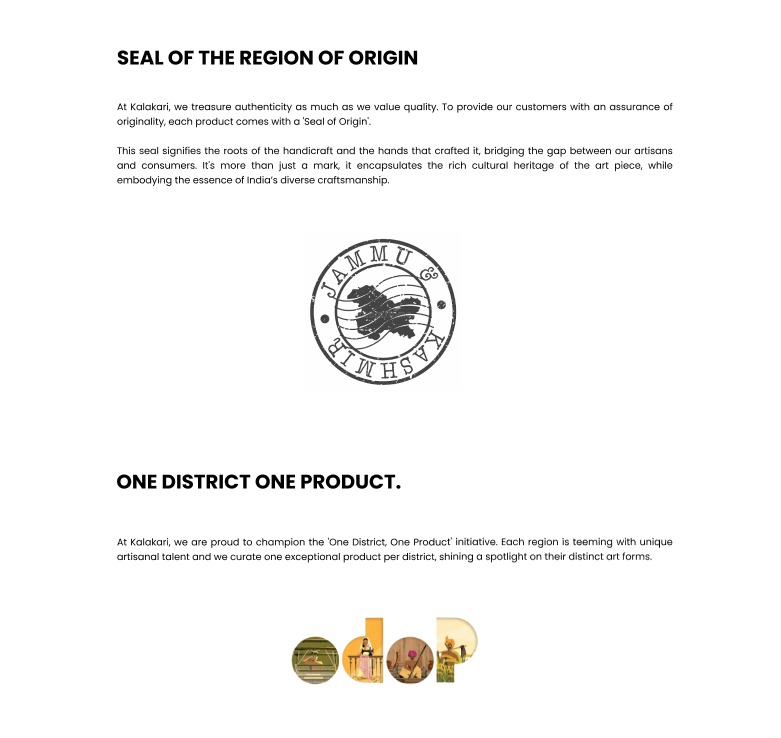 SEAL OF THE REGION OF ORIGIN
At Kalakari, we treasure authenticity as much as we value quality. To provide our customers with an assurance of
originality, each product comes with a 'Seal of Origin'.
This seal signifies the roots of the handicraft and the hands that crafted it, bridging the gap between our artisans
and consumers. It's more than just a mark, it encapsulates the rich cultural heritage of the art piece, while
embodying the essence of India's diverse craftsmanship.
JAMMU &
KASHMIR
ONE DISTRICT ONE PRODUCT.
At Kalakari, we are proud to champion the 'One District, One Product' initiative. Each region is teeming with unique
artisanal talent and we curate one exceptional product per district, shining a spotlight on their distinct art forms.
odoP